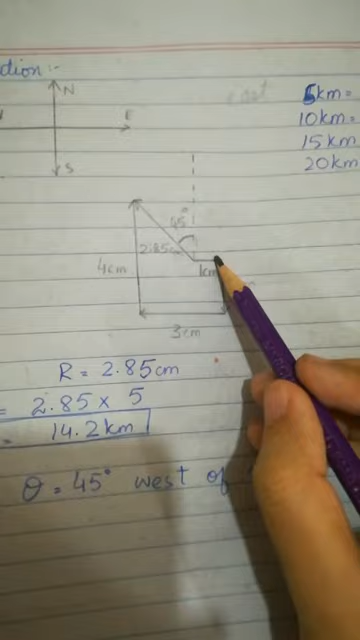 ction:-
N
E
S
5km=
10km=
15km
20km
45°
2.85cm
4cm
1cm
3cm
R = 2.85cm
= 2.85 x 5
= 14.2km
θ = 45° west of